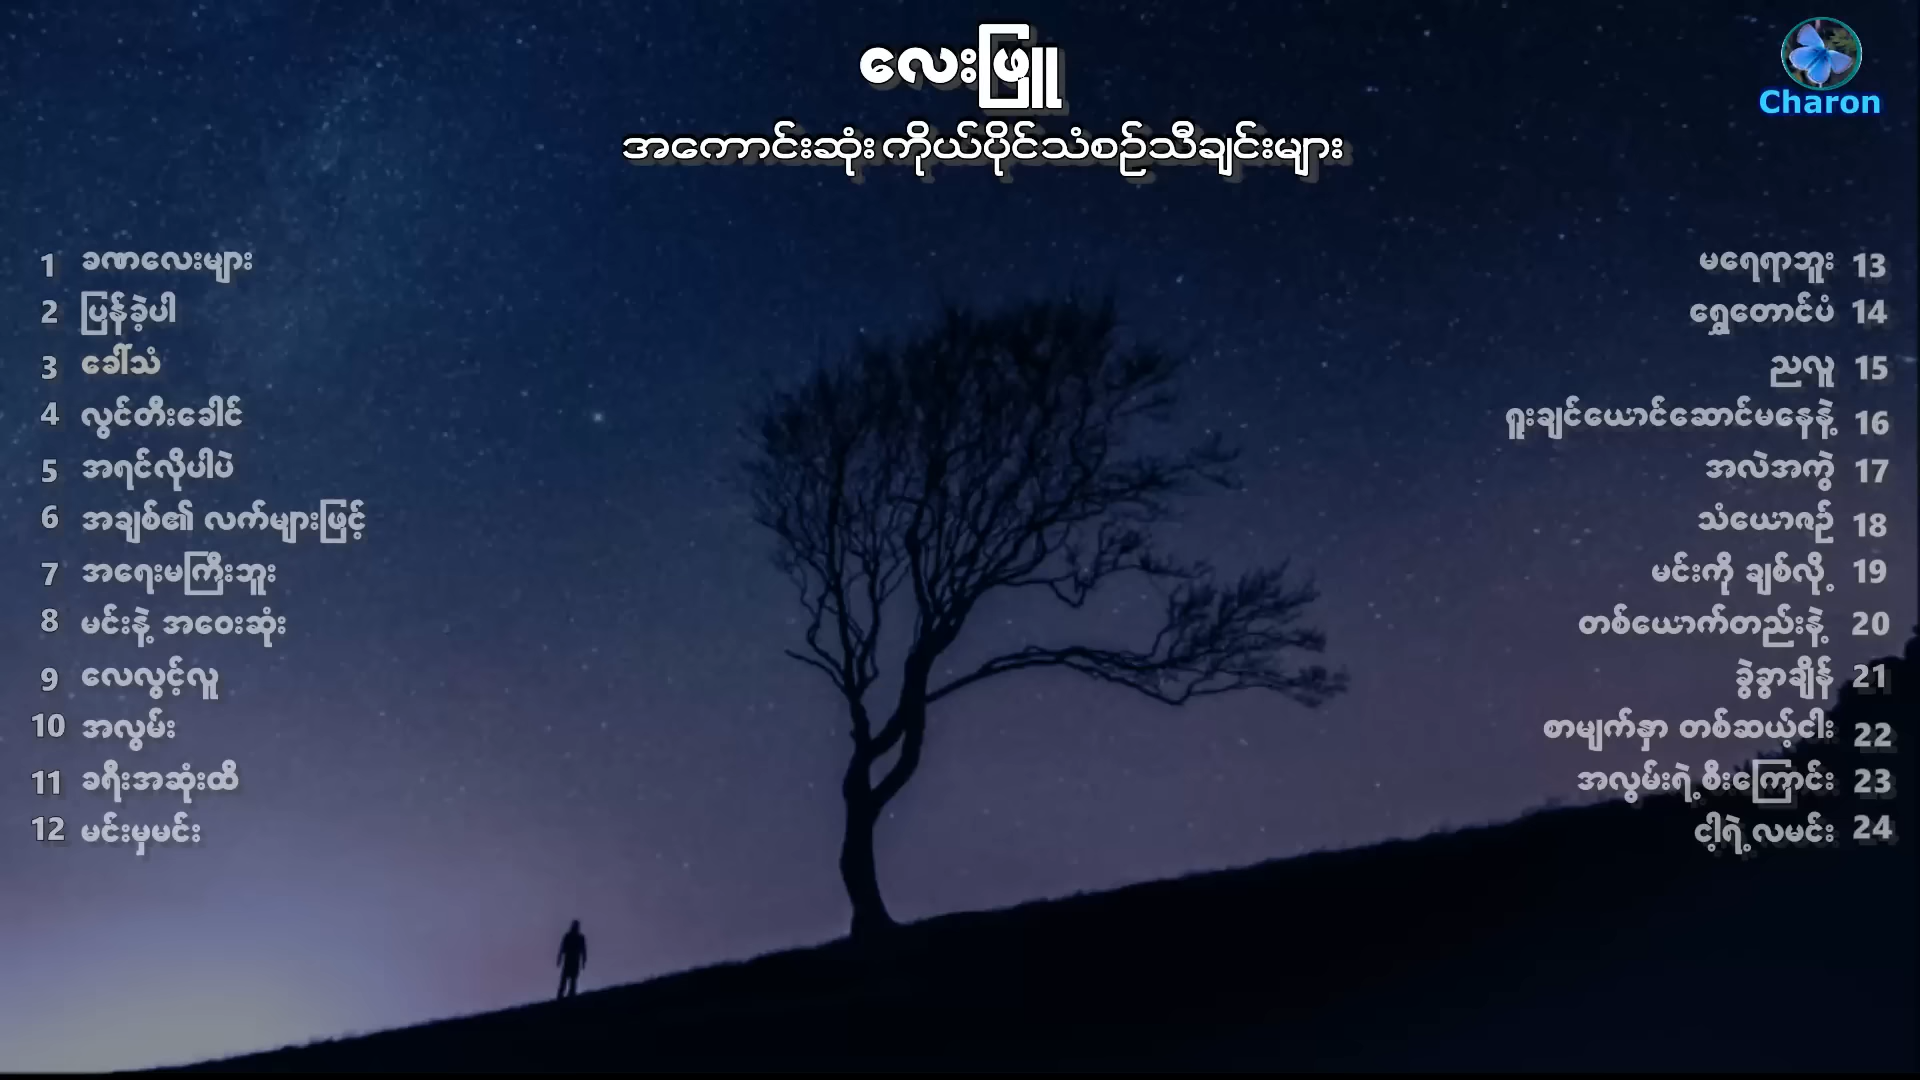 လေးဖြူ
အကောင်းဆုံး ကိုယ်ပိုင်သံစဉ်သီချင်းများ
Charon
1 ခဏလေးများ
2 ပြန်ခဲ့ပါ
3 ခေါ်သံ
4 လွင်တီးခေါင်
5 အရင်လိုပါပဲ
6 အချစ်၏ လက်များဖြင့်
7 အရေးမကြီးဘူး
8 မင်းနဲ့ အဝေးဆုံး
9 လေလွင့်လူ
10 အလွမ်း
11 ခရီးအဆုံးထိ
12 မင်းမှမင်း
မရေရာဘူး 13
ရွှေတောင်ပံ 14
ညလူ 15
ရူးချင်ယောင်ဆောင်မနေနဲ့ 16
အလဲအကွဲ 17
သံယောဇဉ် 18
မင်းကို ချစ်လို့ 19
တစ်ယောက်တည်းနဲ့ 20
ခွဲခွာချိန် 21
စာမျက်နှာ တစ်ဆယ့်ငါး 22
အလွမ်းရဲ့စီးကြောင်း 23
ငါ့ရဲ့လမင်း 24